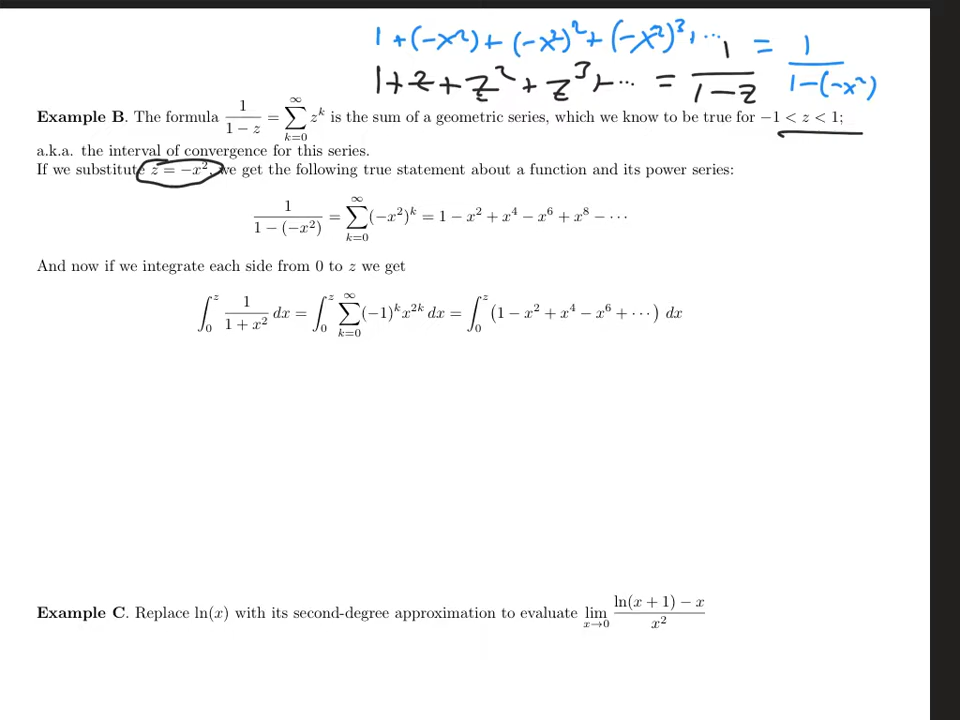 1 + (-x²) + (-x²)² + (-x²)³ + ... = 1/(1-(-x²))
1 + z + z² + z³ + ... = 1/(1-z)
Example B. The formula 1/(1 − z) = ∑_{k=0}^{∞} z^k is the sum of a geometric series, which we know to be true for −1 < z < 1;
a.k.a. the interval of convergence for this series.
If we substitute z = −x², we get the following true statement about a function and its power series:
1/(1 − (−x²)) = ∑_{k=0}^{∞} (−x²)^k = 1 − x² + x⁴ − x⁶ + x⁸ − ⋯
And now if we integrate each side from 0 to z we get
∫_0^z 1/(1 + x²) dx = ∫_0^z ∑_{k=0}^{∞} (−1)^k x^{2k} dx = ∫_0^z (1 − x² + x⁴ − x⁶ + ⋯) dx
Example C. Replace ln(x) with its second-degree approximation to evaluate lim_{x→0} (ln(x + 1) − x)/x²